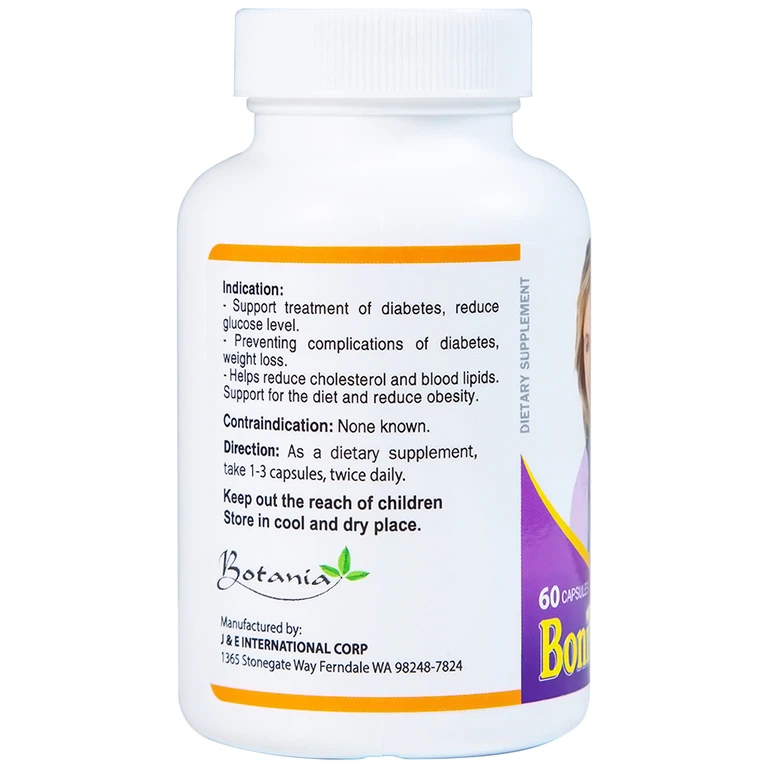 Indication:
- Support treatment of diabetes, reduce
glucose level.
- Preventing complications of diabetes,
weight loss.
- Helps reduce cholesterol and blood lipids.
Support for the diet and reduce obesity.
Contraindication: None known.
Direction: As a dietary supplement,
take 1-3 capsules, twice daily.
Keep out the reach of children
Store in cool and dry place.
Botania
Manufactured by:
J & E INTERNATIONAL CORP
1365 Stonegate Way Ferndale WA 98248-7824
DIETARY SUPPLEMENT
60 CAPSULES